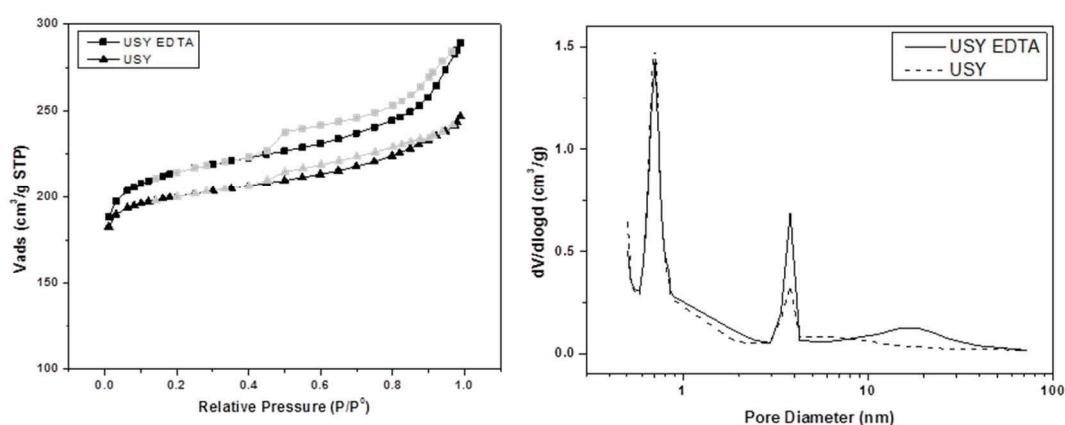 300
250
200
150
100
Vads (cm³/g STP)
USY EDTA
USY
0.0 0.2 0.4 0.6 0.8 1.0
Relative Pressure (P/P⁰)
1.5
1.0
0.5
0.0
dV/dlogd (cm³/g)
USY EDTA
USY
1 10 100
Pore Diameter (nm)